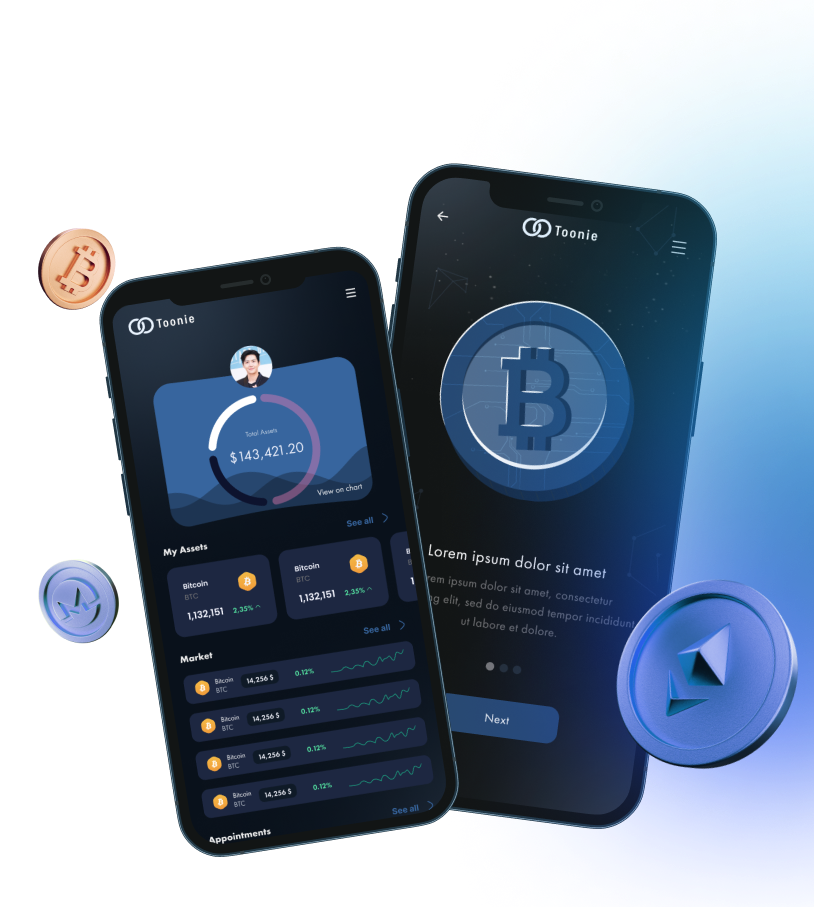 Toonie
Total Assets
$143,421.20
View on chart
My Assets
See all
Bitcoin
BTC
1,132,151
2,35%
Bitcoin
BTC
1,132,151
2,35%
B
B
1,
Market
See all
Bitcoin
BTC
14,256 $
0.12%
Bitcoin
BTC
14,256 $
0.12%
Bitcoin
BTC
14,256 $
0.12%
Bitcoin
BTC
14,256 $
0.12%
Appointments
See all
Toonie
Lorem ipsum dolor sit amet
rem ipsum dolor sit amet, consectetur
ng elit, sed do eiusmod tempor incididunt
ut labore et dolore.
Next